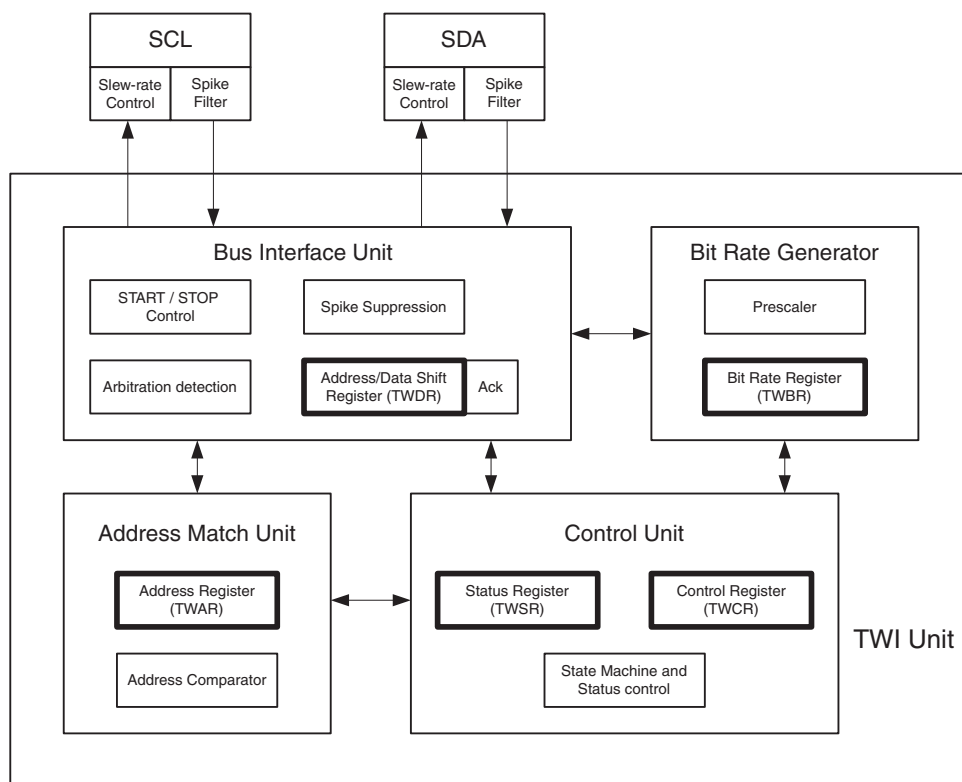 SCL
Slew-rate
Control
Spike
Filter
SDA
Slew-rate
Control
Spike
Filter
Bus Interface Unit
START / STOP
Control
Spike Suppression
Arbitration detection
Address/Data Shift
Register (TWDR)
Ack
Bit Rate Generator
Prescaler
Bit Rate Register
(TWBR)
Address Match Unit
Address Register
(TWAR)
Address Comparator
Control Unit
Status Register
(TWSR)
Control Register
(TWCR)
State Machine and
Status control
TWI Unit